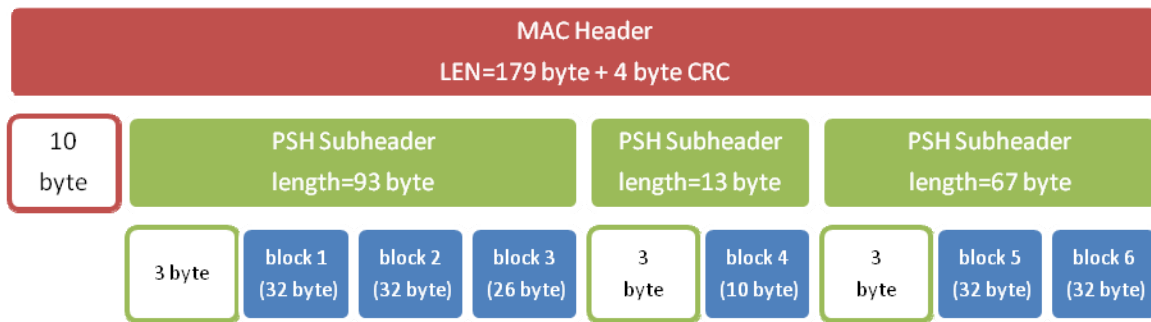 MAC Header
LEN=179 byte + 4 byte CRC
10
byte
PSH Subheader
length=93 byte
PSH Subheader
length=13 byte
PSH Subheader
length=67 byte
3 byte
block 1
(32 byte)
block 2
(32 byte)
block 3
(26 byte)
3
byte
block 4
(10 byte)
3
byte
block 5
(32 byte)
block 6
(32 byte)